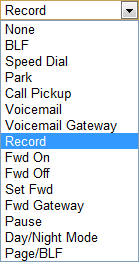 Record
None
BLF
Speed Dial
Park
Call Pickup
Voicemail
Voicemail Gateway
Record
Fwd On
Fwd Off
Set Fwd
Fwd Gateway
Pause
Day/Night Mode
Page/BLF